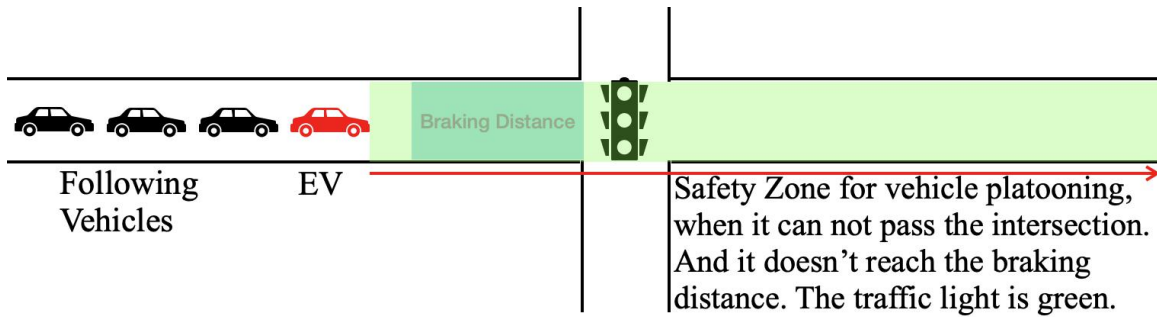 Braking Distance
Following
Vehicles
EV
Safety Zone for vehicle platooning,
when it can not pass the intersection.
And it doesn’t reach the braking
distance. The traffic light is green.